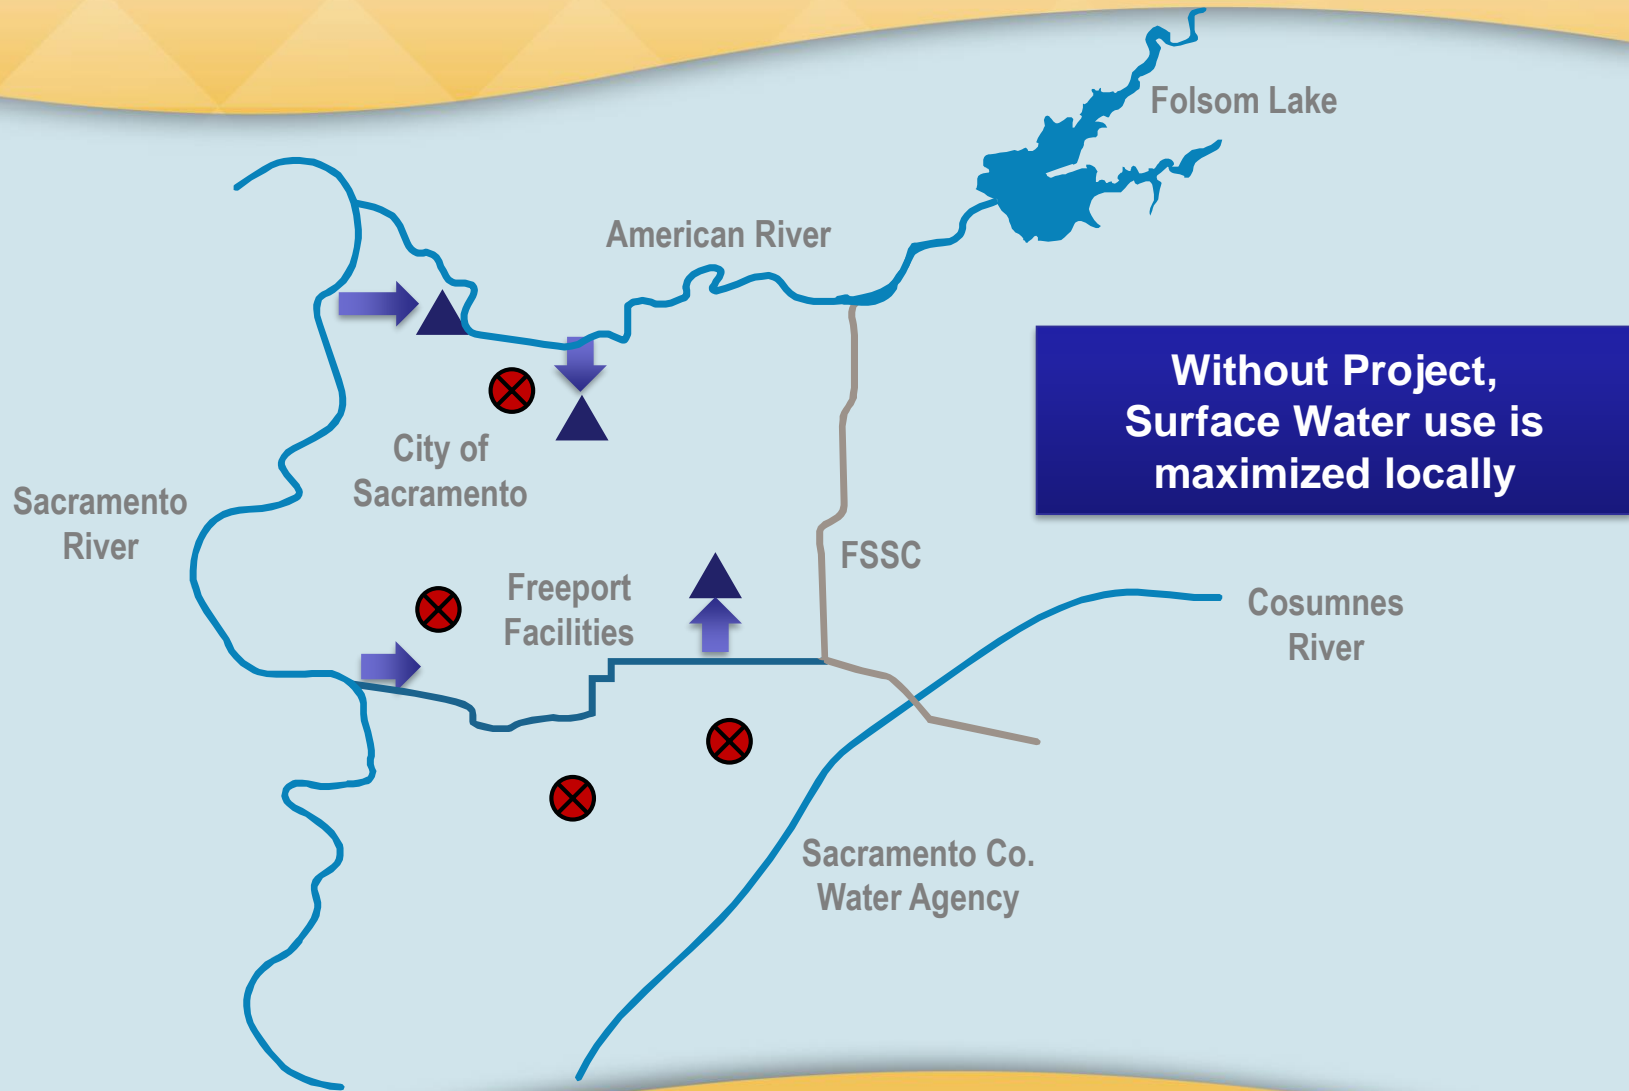 Folsom Lake
American River
Without Project,
Surface Water use is
maximized locally
City of
Sacramento
Sacramento
River
FSSC
Freeport
Facilities
Cosumnes
River
Sacramento Co.
Water Agency